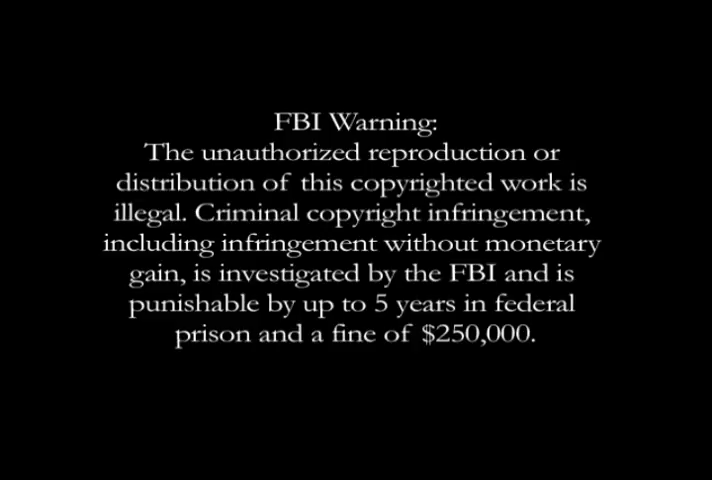 FBI Warning:
The unauthorized reproduction or
distribution of this copyrighted work is
illegal. Criminal copyright infringement,
including infringement without monetary
gain, is investigated by the FBI and is
punishable by up to 5 years in federal
prison and a fine of $250,000.